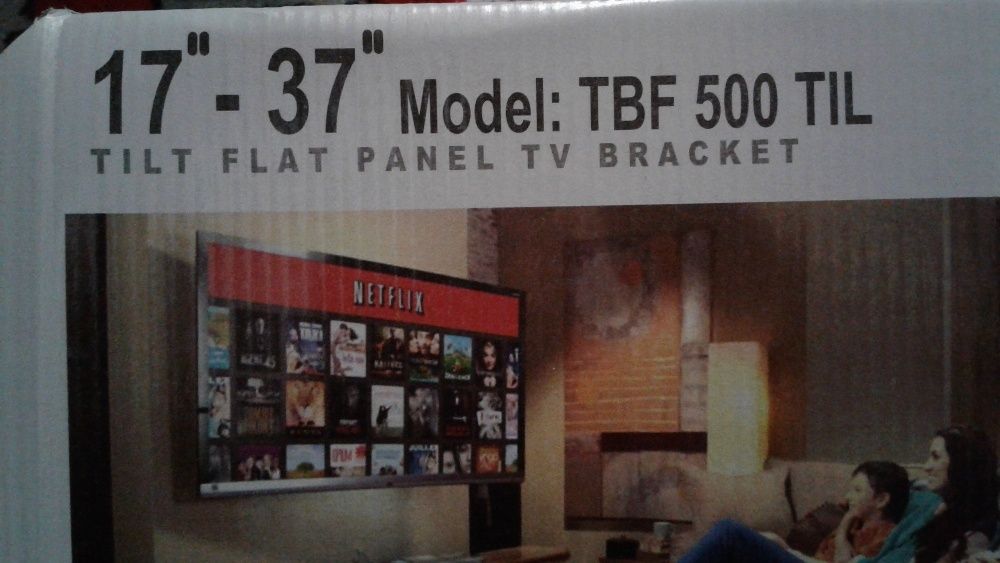 17" - 37" Model: TBF 500 TIL
TILT FLAT PANEL TV BRACKET
NETFLIX